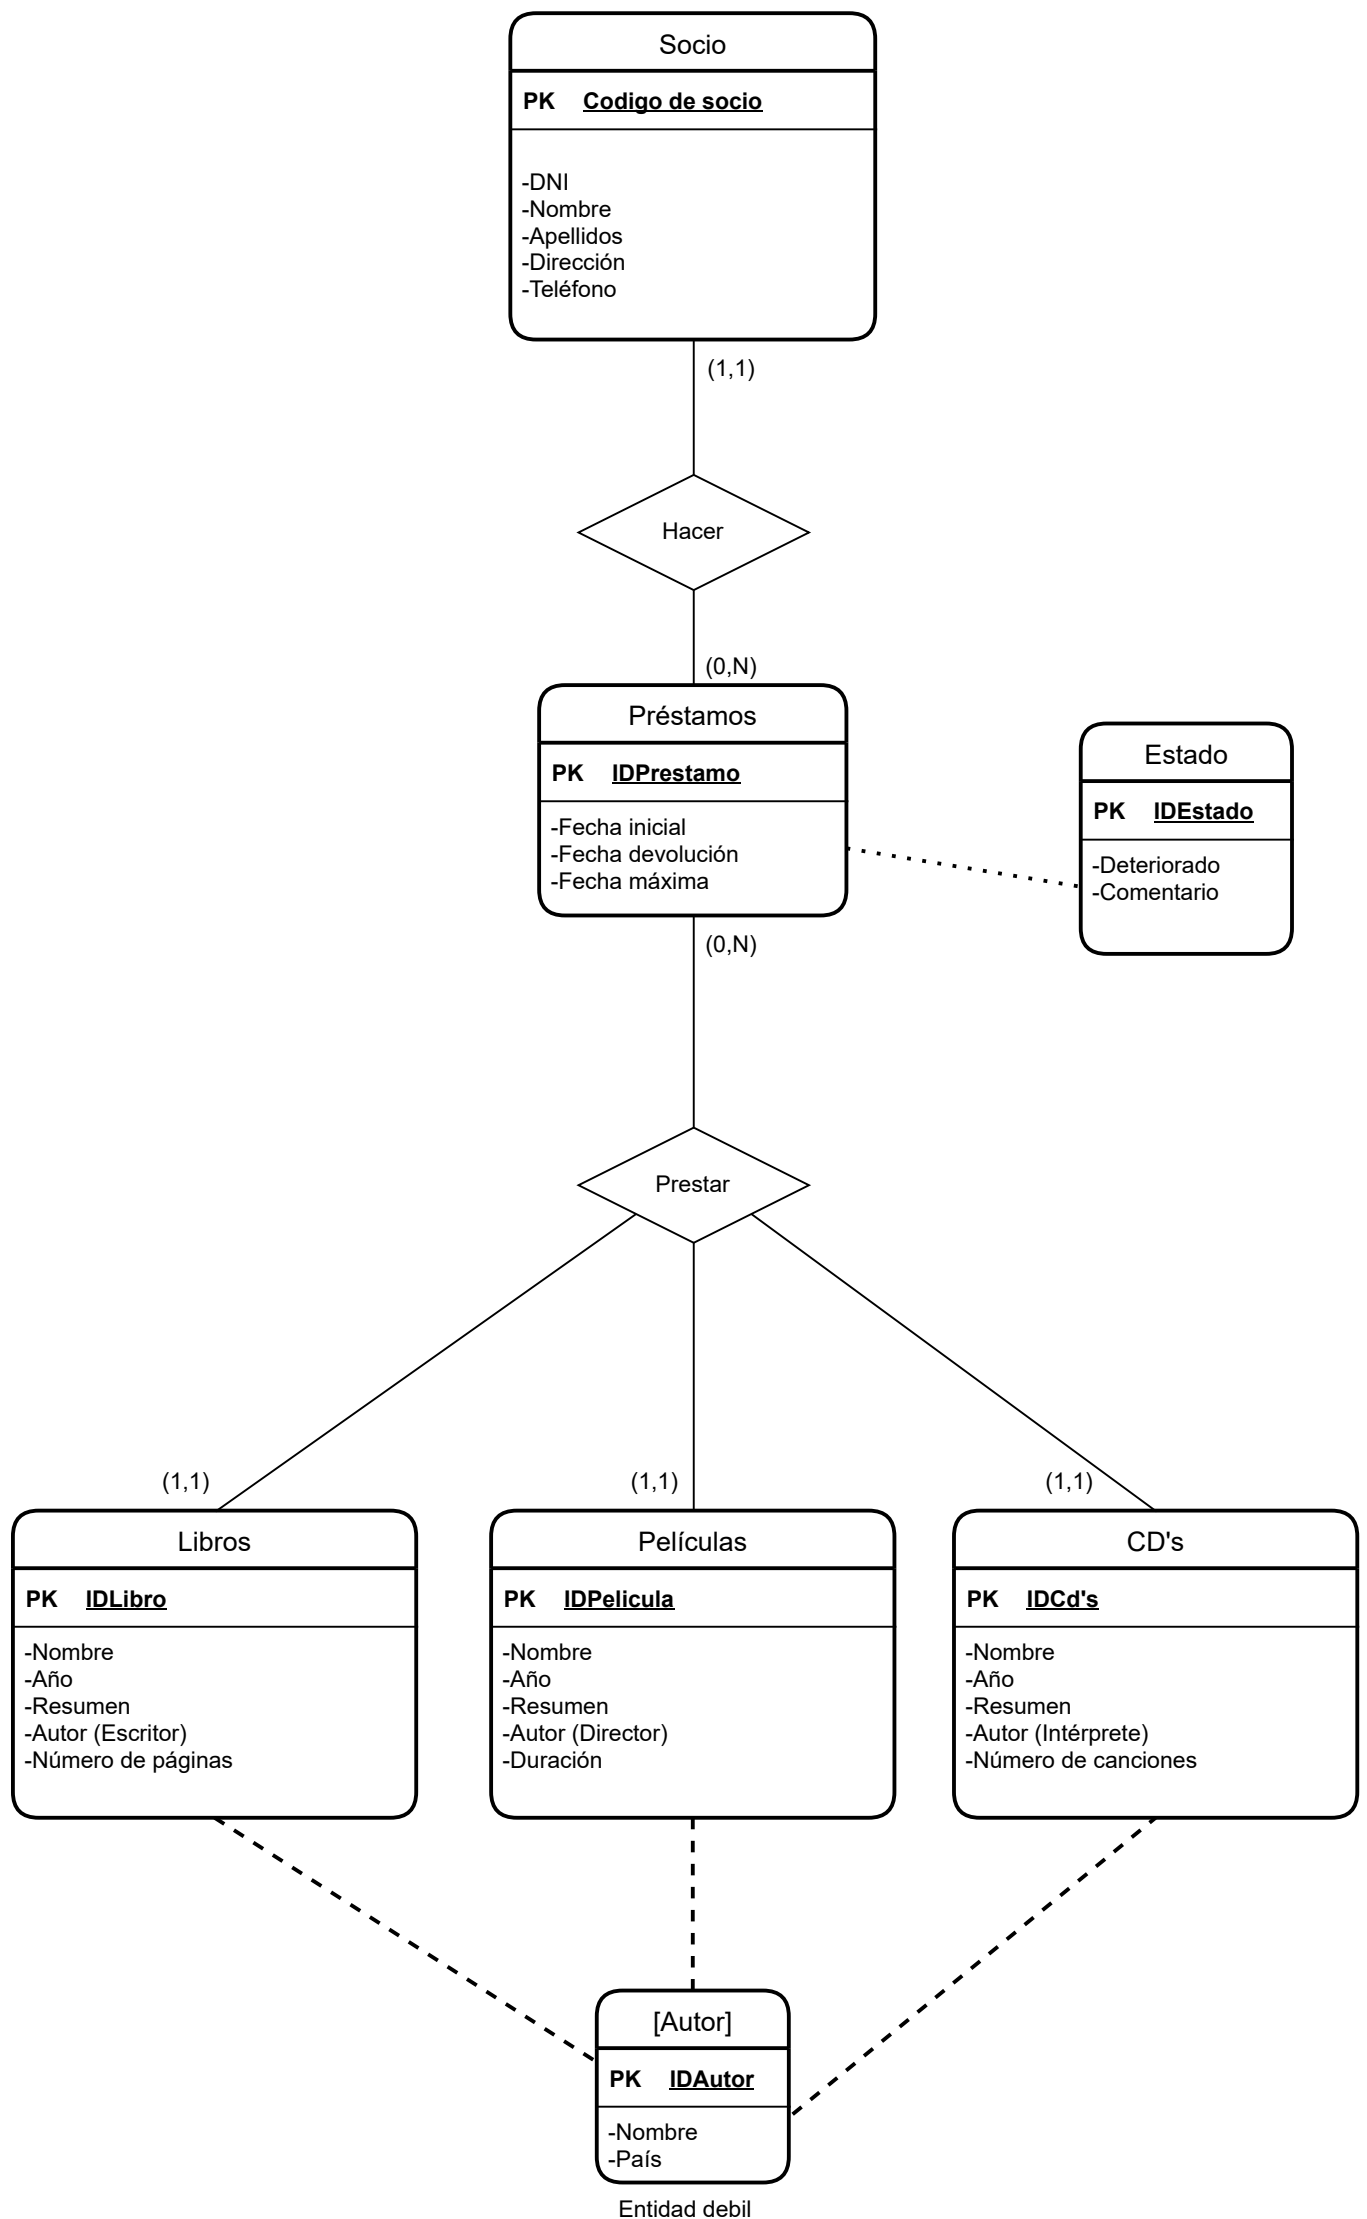 Socio
PK Codigo de socio
-DNI
-Nombre
-Apellidos
-Dirección
-Teléfono
(1,1)
Hacer
(0,N)
Préstamos
PK IDPrestamo
-Fecha inicial
-Fecha devolución
-Fecha máxima
Estado
PK IDEstado
-Deteriorado
-Comentario
(0,N)
Prestar
(1,1)
(1,1)
(1,1)
Libros
PK IDLibro
-Nombre
-Año
-Resumen
-Autor (Escritor)
-Número de páginas
Películas
PK IDPelicula
-Nombre
-Año
-Resumen
-Autor (Director)
-Duración
CD's
PK IDCd's
-Nombre
-Año
-Resumen
-Autor (Intérprete)
-Número de canciones
[Autor]
PK IDAutor
-Nombre
-País
Entidad debil